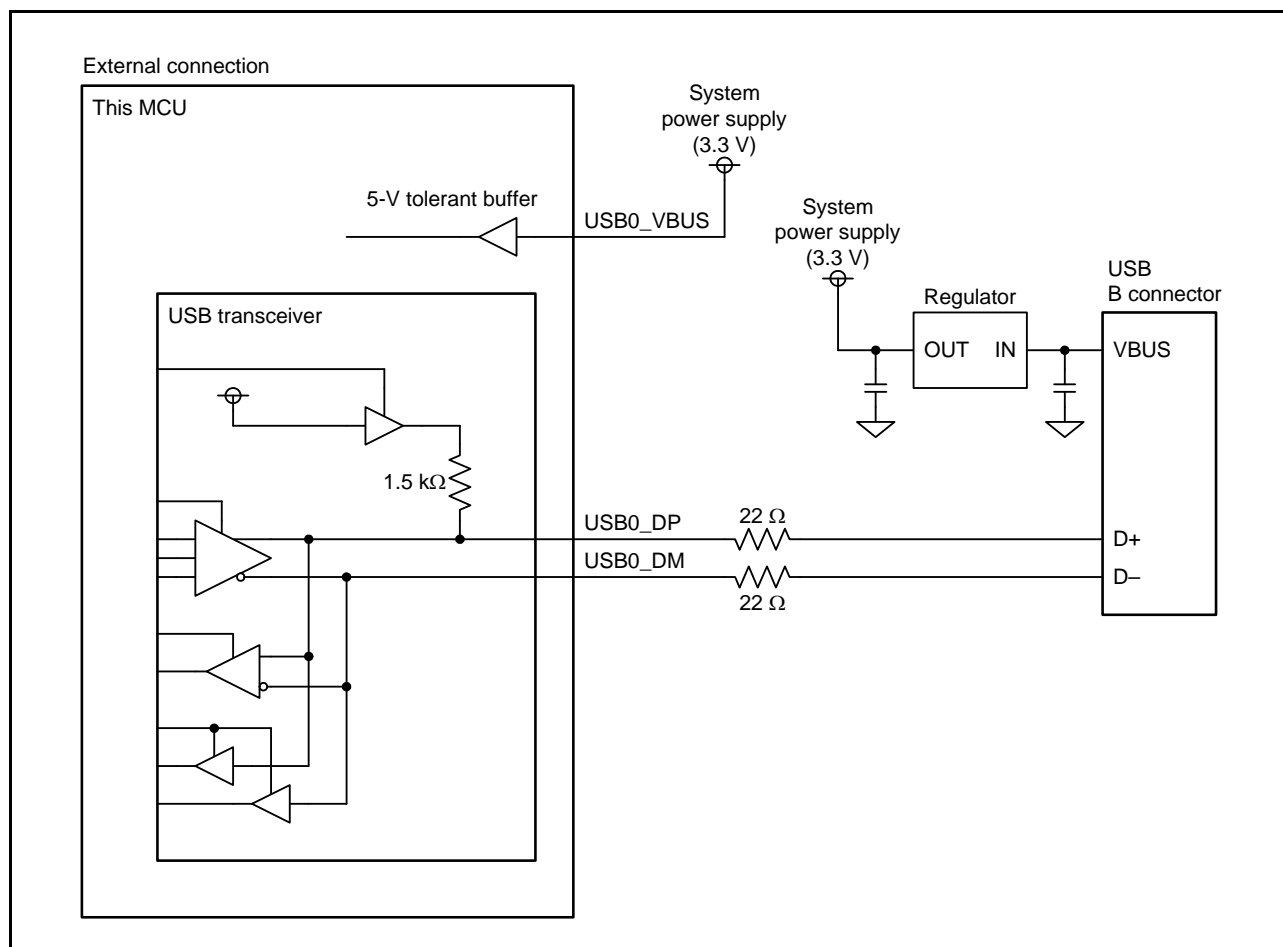 External connection
This MCU
System
power supply
(3.3 V)
5-V tolerant buffer
USB0_VBUS
System
power supply
(3.3 V)
USB
B connector
Regulator
OUT IN
VBUS
USB transceiver
1.5 kΩ
USB0_DP
22 Ω
D+
USB0_DM
D−
22 Ω